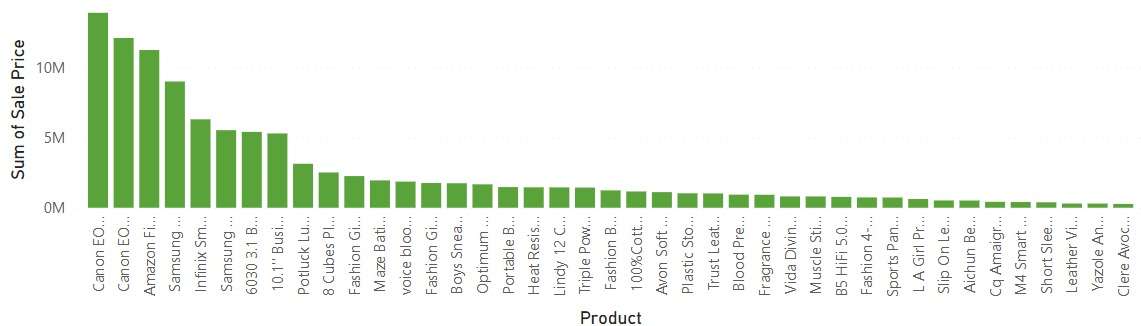 Sum of Sale Price
10M
5M
0M
Canon EO...
Canon EO...
Amazon Fi...
Samsung ...
Infinix Sm...
Samsung ...
6030 3.1 B...
10.1" Busi...
Potluck Lu...
8 Cubes Pl...
Fashion Gi...
Maze Bati...
voice bloo...
Fashion Gi...
Boys Snea...
Optimum ...
Portable B...
Heat Resis...
Lindy 12 C...
Triple Pow...
Fashion B...
100%Cott...
Avon Soft ...
Plastic Sto...
Trust Leat...
Blood Pre...
Fragrance ...
Vida Divin...
Muscle Sti...
B5 HiFi 5.0...
Fashion 4-...
Sports Pan...
L A Girl Pr...
Slip On Le...
Aichun Be...
Cq Amaigr...
M4 Smart ...
Short Slee...
Leather Vi...
Yazole An...
Clere Avoc...
Product